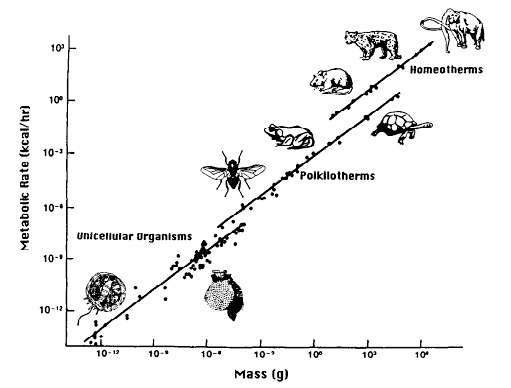 10³
Homeotherms
10⁰
Metabolic Rate (kcal/hr)
10⁻³
Poikilotherms
10⁻⁶
Unicellular Organisms
10⁻⁹
10⁻¹²
10⁻¹² 10⁻⁹ 10⁻⁶ 10⁻³ 10⁰ 10³ 10⁶
Mass (g)